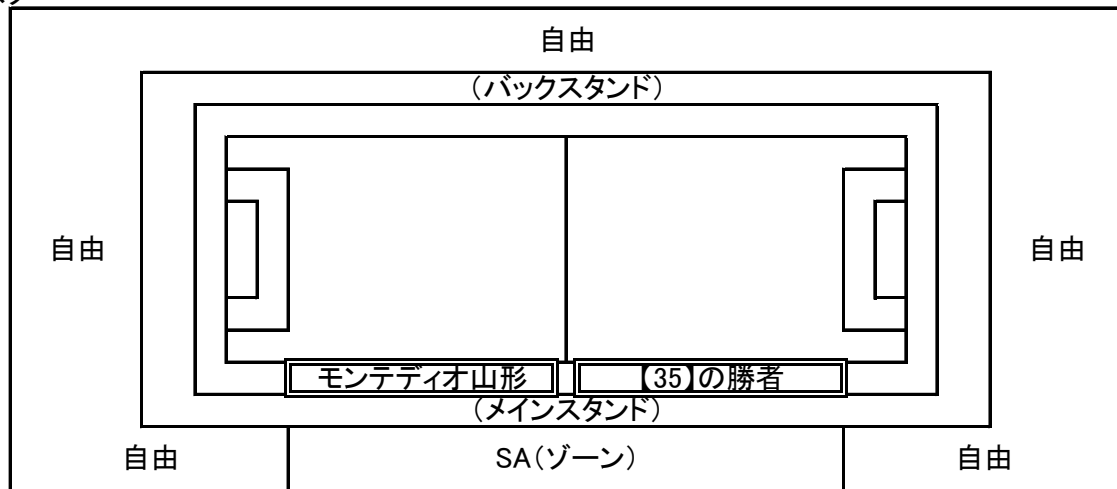 自由
(バックスタンド)
自由
自由
モンテディオ山形
【35】の勝者
(メインスタンド)
自由
SA(ゾーン)
自由